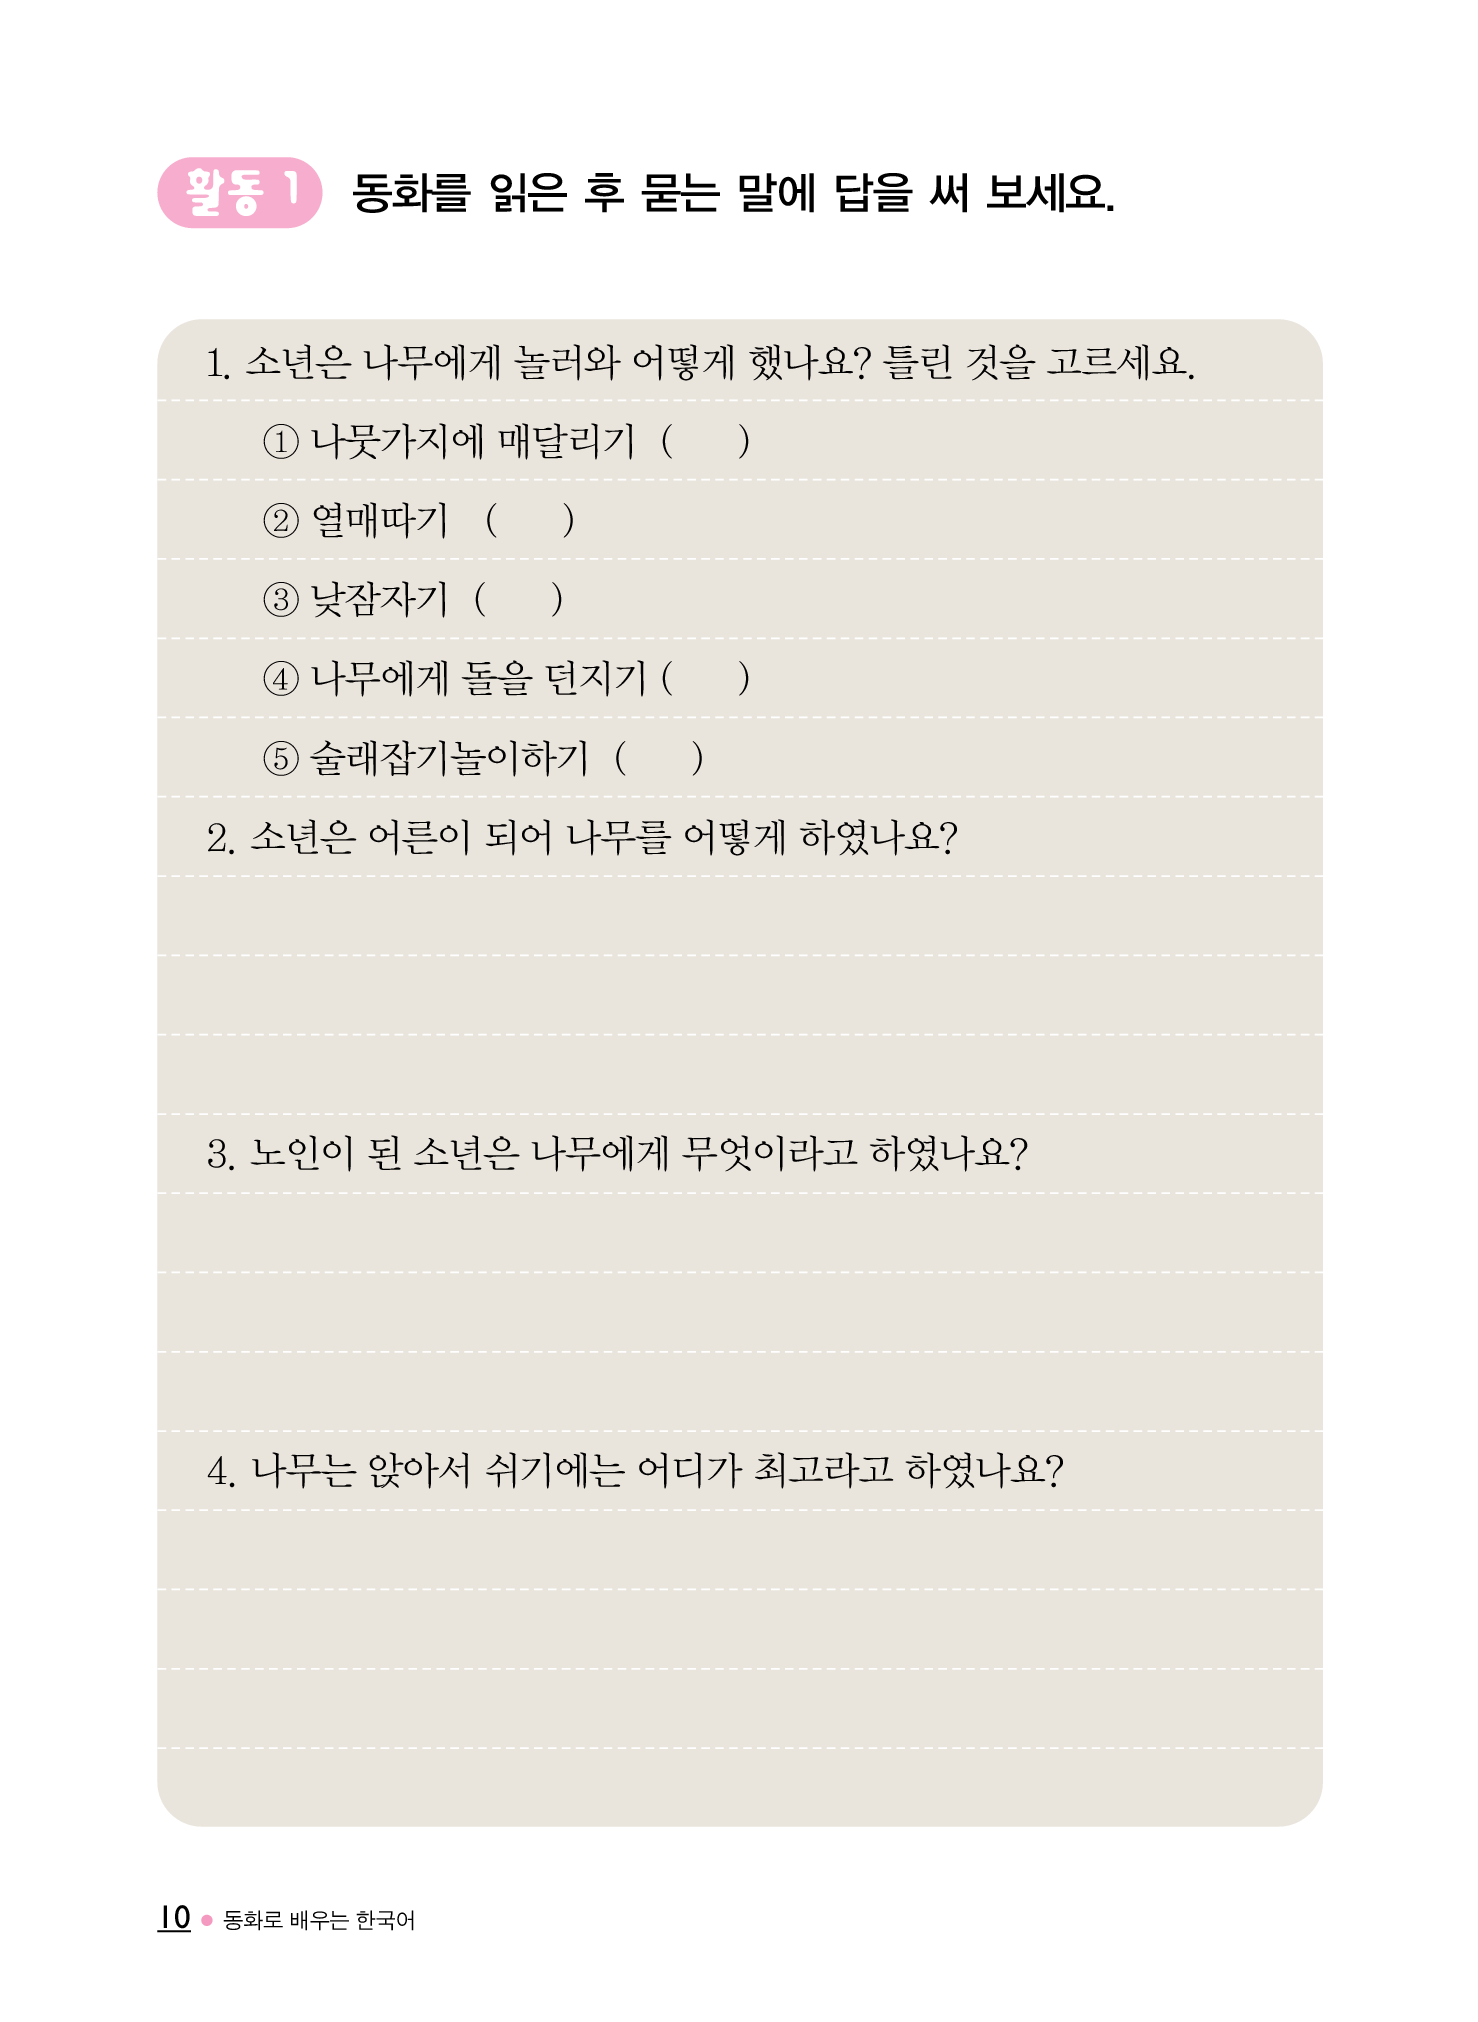 활동 1 동화를 읽은 후 묻는 말에 답을 써 보세요.
1. 소년은 나무에게 놀러와 어떻게 했나요? 틀린 것을 고르세요.
① 나뭇가지에 매달리기 (      )
② 열매따기 (      )
③ 낮잠자기 (      )
④ 나무에게 돌을 던지기 (      )
⑤ 술래잡기놀이하기 (      )
2. 소년은 어른이 되어 나무를 어떻게 하였나요?
3. 노인이 된 소년은 나무에게 무엇이라고 하였나요?
4. 나무는 앉아서 쉬기에는 어디가 최고라고 하였나요?
10 ● 동화로 배우는 한국어